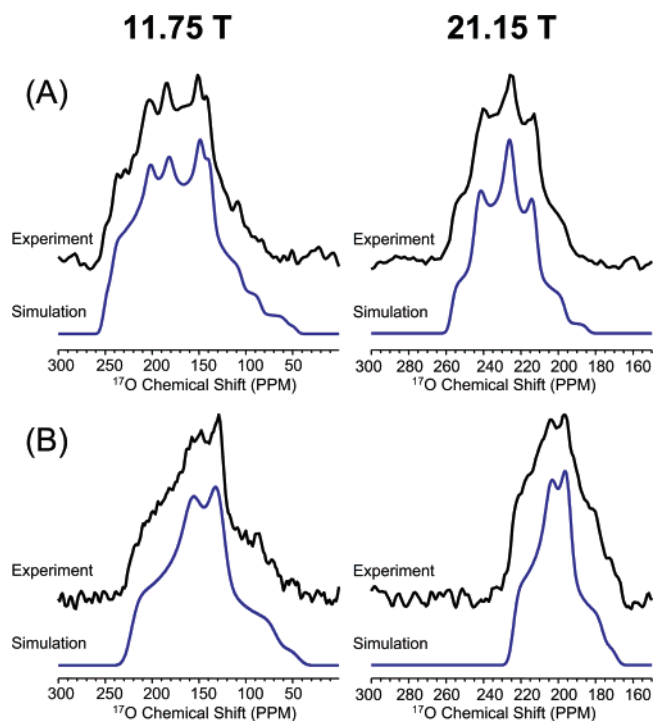 11.75 T 21.15 T
(A)
Experiment Experiment
Simulation Simulation
300 250 200 150 100 50 300 280 260 240 220 200 180 160
¹⁷O Chemical Shift (PPM) ¹⁷O Chemical Shift (PPM)
(B)
Experiment Experiment
Simulation Simulation
300 250 200 150 100 50 300 280 260 240 220 200 180 160
¹⁷O Chemical Shift (PPM) ¹⁷O Chemical Shift (PPM)